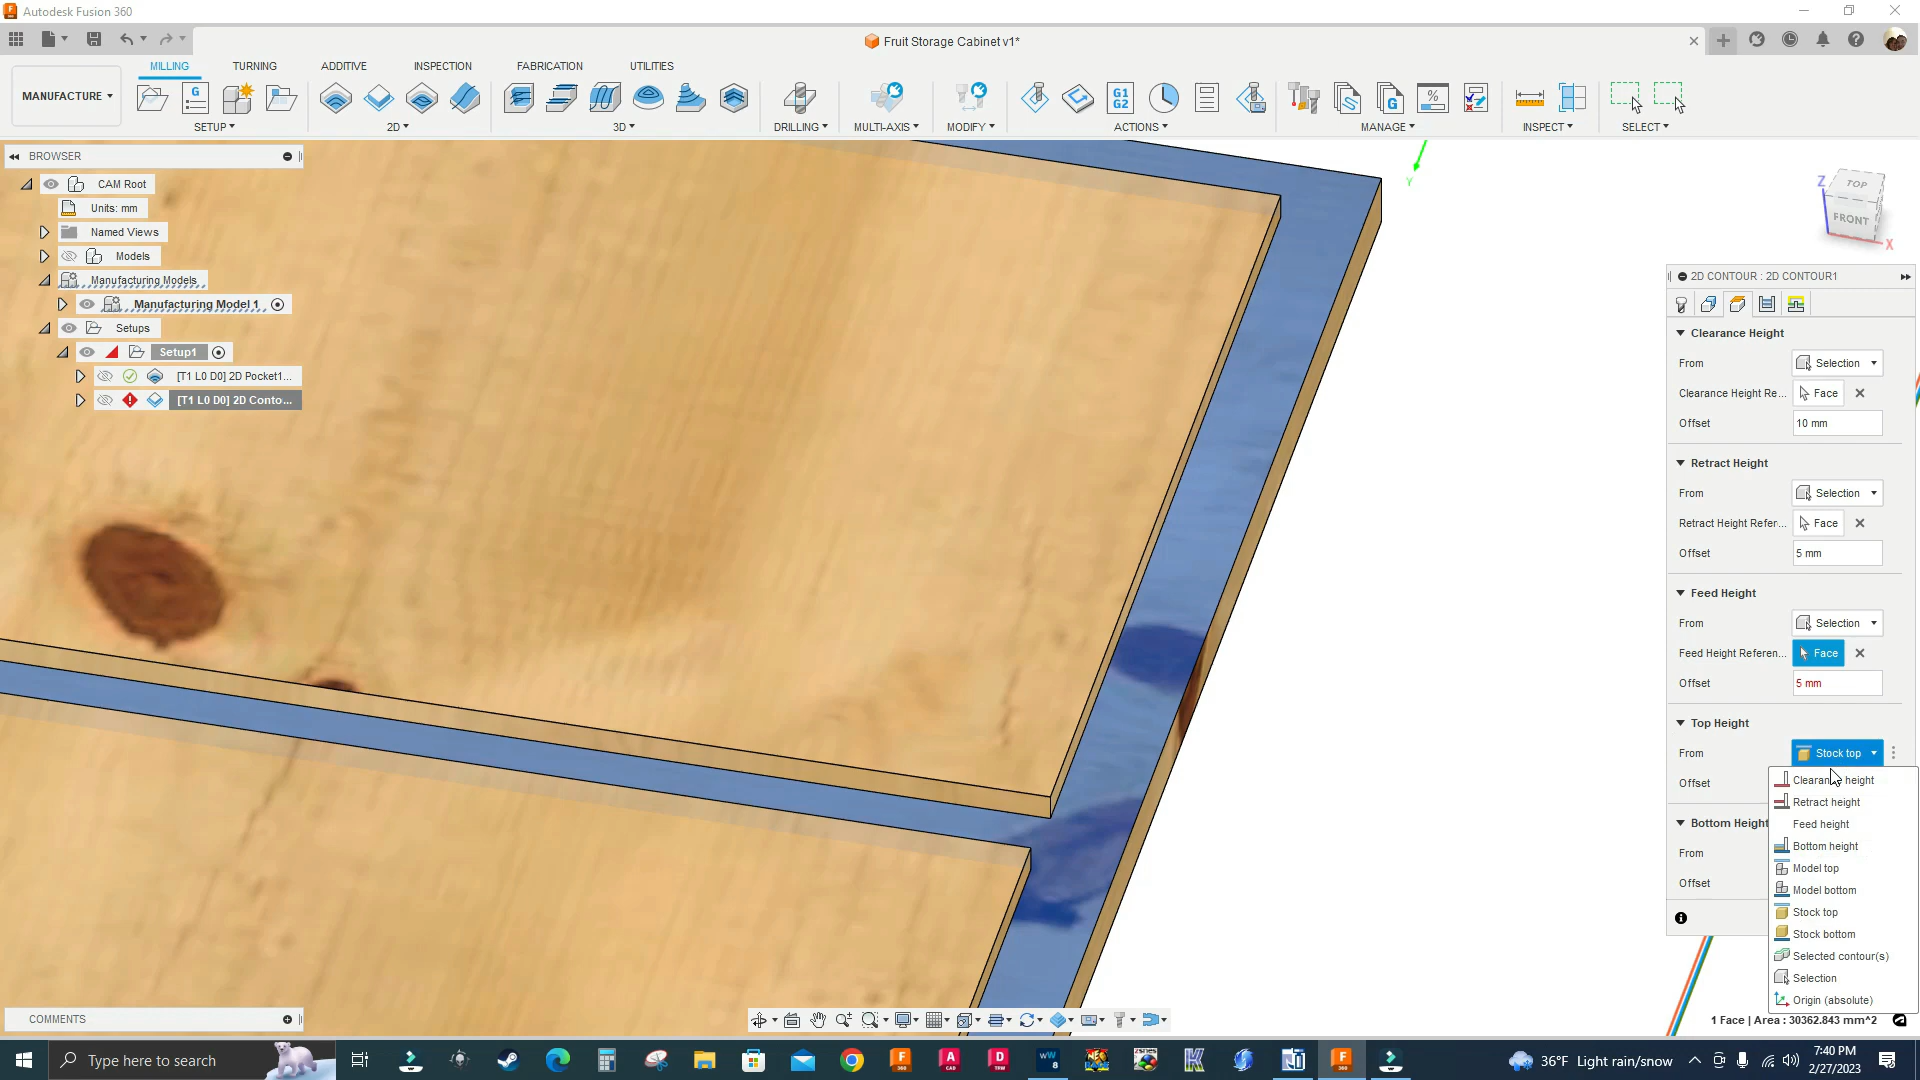 Autodesk Fusion 360
Fruit Storage Cabinet v1*
MANUFACTURE
MILLING
TURNING
ADDITIVE
INSPECTION
FABRICATION
UTILITIES
G1
G2
SETUP
2D
3D
DRILLING
MULTI-AXIS
MODIFY
ACTIONS
MANAGE
INSPECT
SELECT
BROWSER
CAM Root
Units: mm
Named Views
Models
Manufacturing Models
Manufacturing Model 1
Setups
Setup1
[T1 L0 D0] 2D Pocket1...
[T1 L0 D0] 2D Conto...
Y
Z
TOP
FRONT
X
2D CONTOUR : 2D CONTOUR1
Clearance Height
From
Selection
Clearance Height Re...
Face
Offset
10 mm
Retract Height
From
Selection
Retract Height Refer...
Face
Offset
5 mm
Feed Height
From
Selection
Feed Height Referen...
Face
Offset
5 mm
Top Height
From
Stock top
Offset
Bottom Height
From
Offset
Clearance height
Retract height
Feed height
Bottom height
Model top
Model bottom
Stock top
Stock bottom
Selected contour(s)
Selection
Origin (absolute)
1 Face | Area : 30362.843 mm^2
COMMENTS
Type here to search
36°F Light rain/snow
7:40 PM
2/27/2023